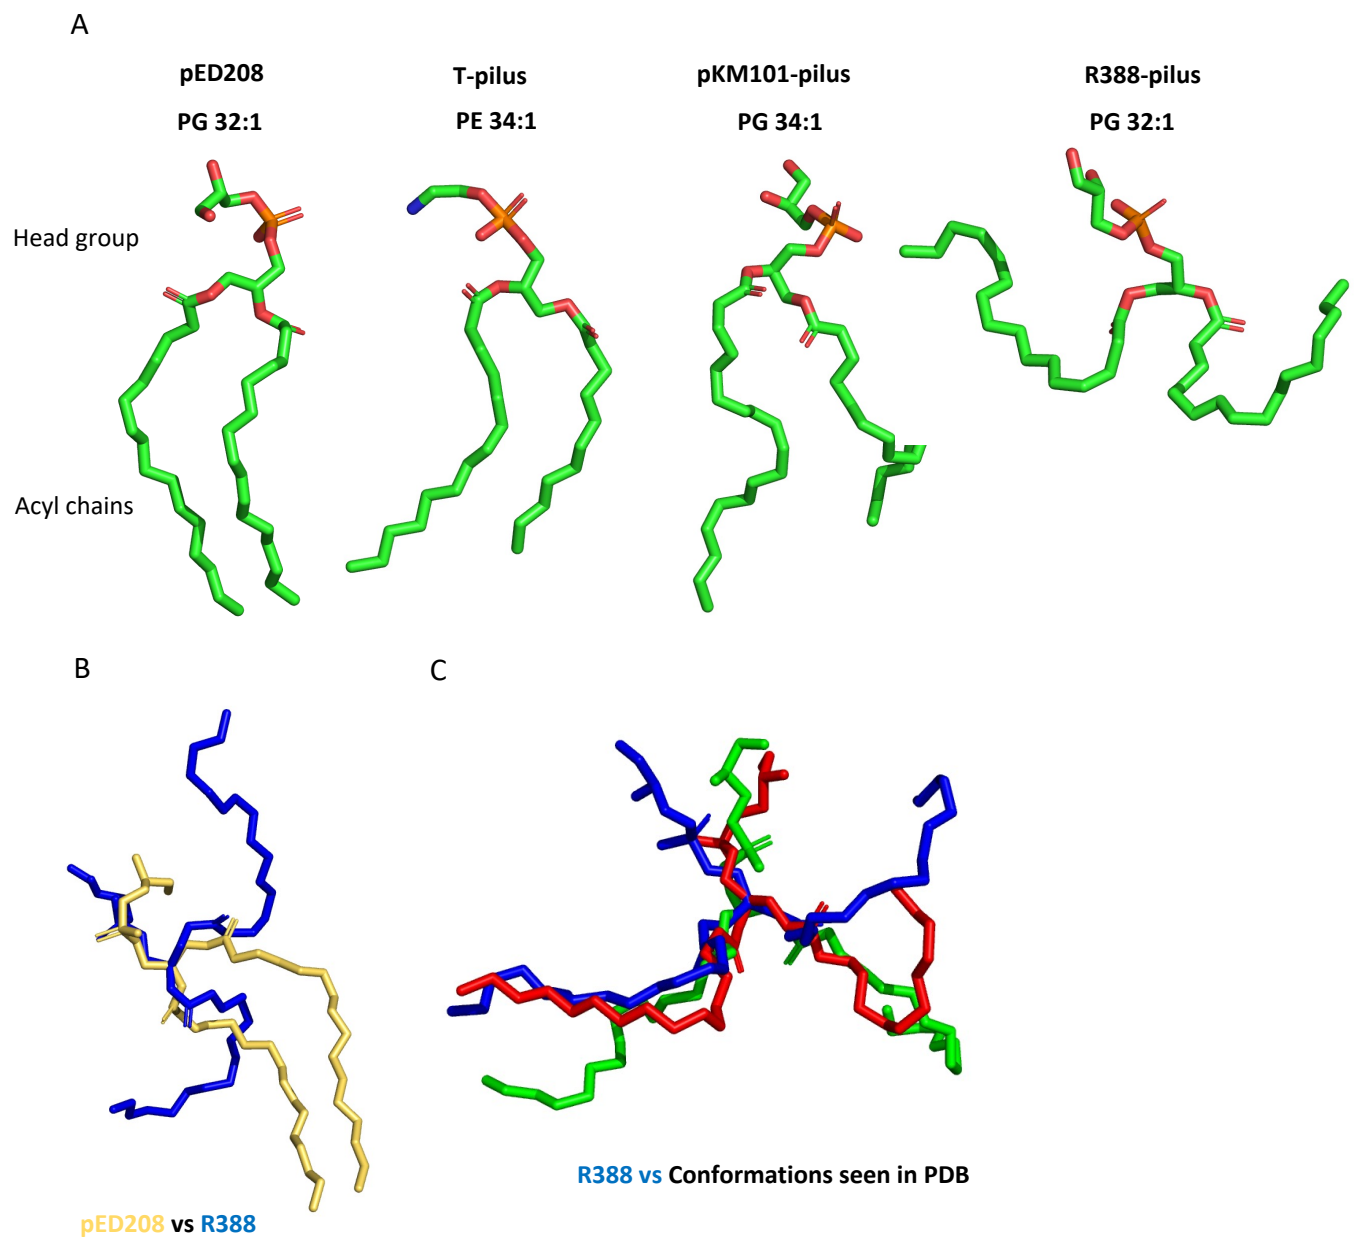 A
pED208
T-pilus
pKM101-pilus
R388-pilus
PG 32:1
PE 34:1
PG 34:1
PG 32:1
Head group
Acyl chains
B
C
R388 vs Conformations seen in PDB
pED208 vs R388